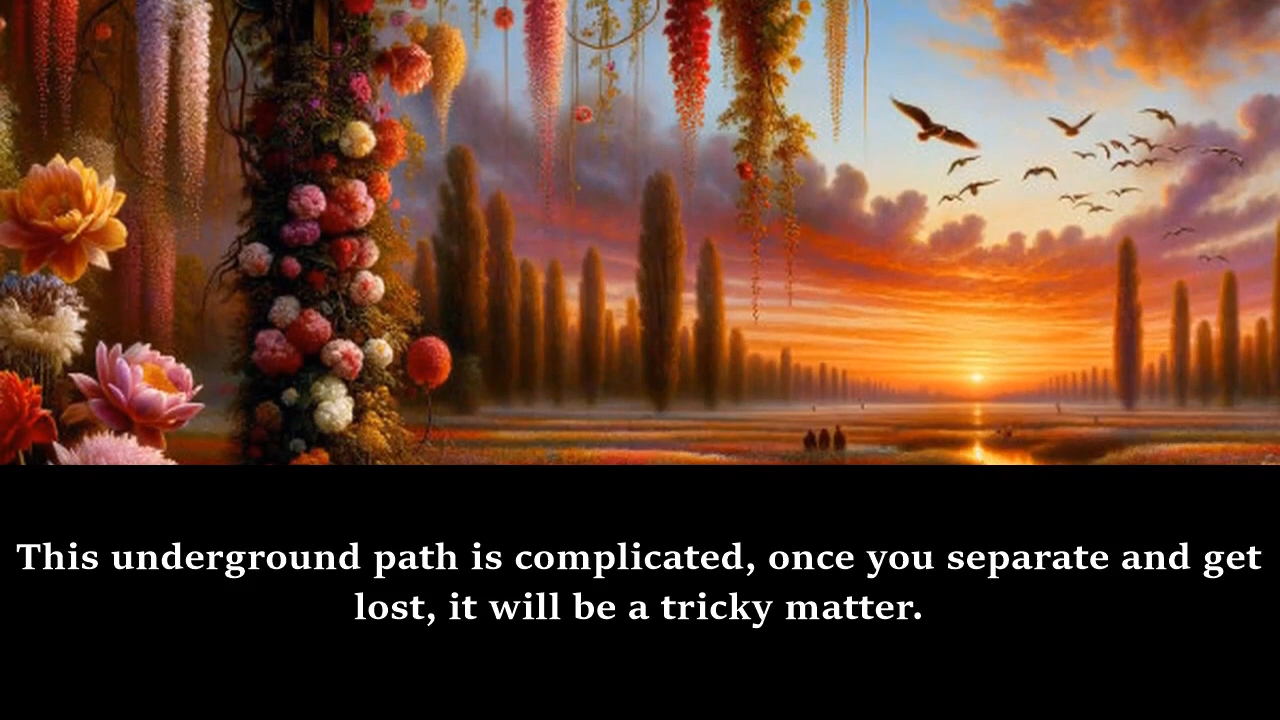 This underground path is complicated, once you separate and get
lost, it will be a tricky matter.